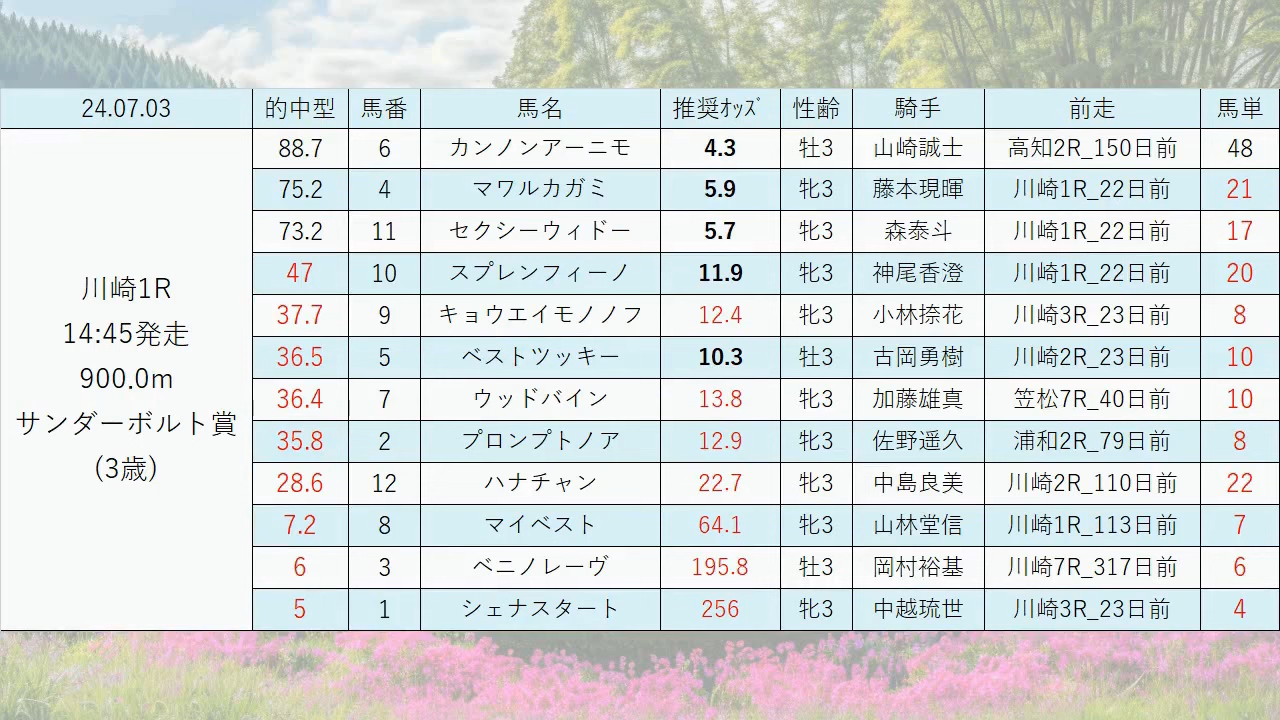 24.07.03 的中型 馬番 馬名 推奨ｵｯｽﾞ 性齢 騎手 前走 馬単
88.7 6 カンノンアーニモ 4.3 牡3 山崎誠士 高知2R_150日前 48
75.2 4 マワルカガミ 5.9 牝3 藤本現暉 川崎1R_22日前 21
73.2 11 セクシーウィドー 5.7 牝3 森泰斗 川崎1R_22日前 17
47 10 スプレンフィーノ 11.9 牝3 神尾香澄 川崎1R_22日前 20
37.7 9 キョウエイモノノフ 12.4 牝3 小林捺花 川崎3R_23日前 8
36.5 5 ベストツッキー 10.3 牡3 古岡勇樹 川崎2R_23日前 10
36.4 7 ウッドバイン 13.8 牝3 加藤雄真 笠松7R_40日前 10
35.8 2 プロンプトノア 12.9 牝3 佐野遥久 浦和2R_79日前 8
28.6 12 ハナチャン 22.7 牝3 中島良美 川崎2R_110日前 22
7.2 8 マイベスト 64.1 牝3 山林堂信 川崎1R_113日前 7
6 3 ベニノレーヴ 195.8 牡3 岡村裕基 川崎7R_317日前 6
5 1 シェナスタート 256 牝3 中越琉世 川崎3R_23日前 4
川崎1R
14:45発走
900.0m
サンダーボルト賞
(3歳)